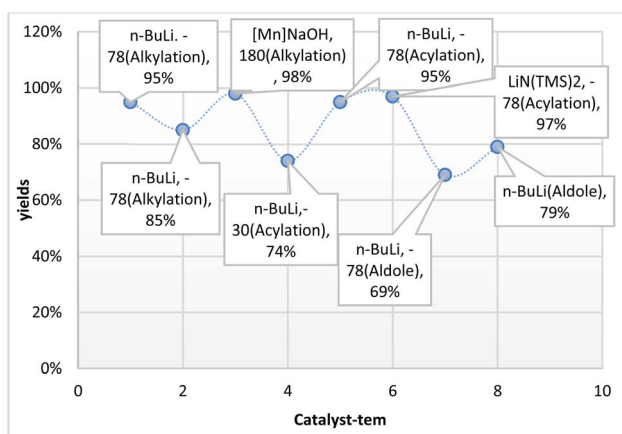 120%
100%
80%
60%
40%
20%
0%
yields
n-BuLi. -
78(Alkylation),
95%
[Mn]NaOH,
180(Alkylation)
, 98%
n-BuLi, -
78(Acylation),
95%
LiN(TMS)2, -
78(Acylation),
97%
n-BuLi, -
78(Alkylation),
85%
n-BuLi,-
30(Acylation),
74%
n-BuLi, -
78(Aldole),
69%
n-BuLi(Aldole),
79%
0 2 4 6 8 10
Catalyst-tem